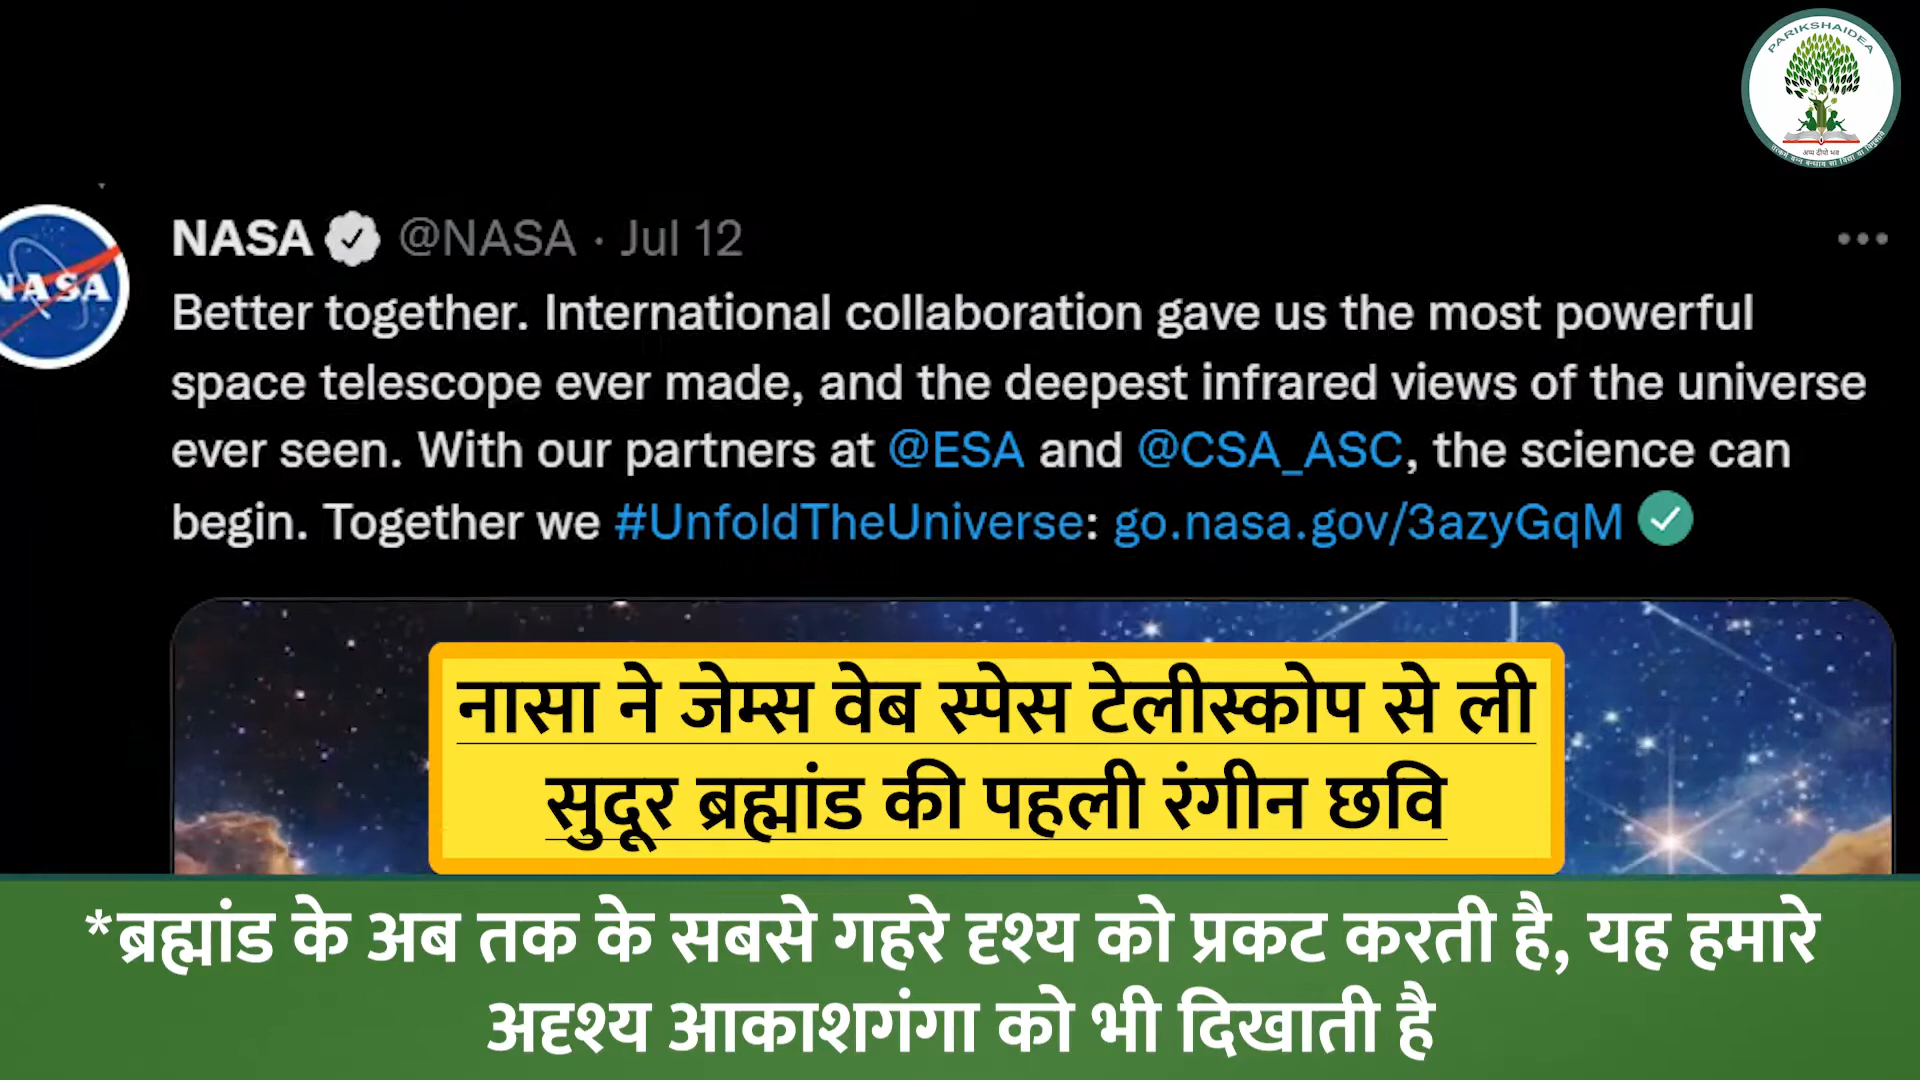 PARIKSHAIDEA
अप्प दीपो भव
NASA @NASA · Jul 12
NASA
Better together. International collaboration gave us the most powerful
space telescope ever made, and the deepest infrared views of the universe
ever seen. With our partners at @ESA and @CSA_ASC, the science can
begin. Together we #UnfoldTheUniverse: go.nasa.gov/3azyGqM
नासा ने जेम्स वेब स्पेस टेलीस्कोप से ली
सुदूर ब्रह्मांड की पहली रंगीन छवि
*ब्रह्मांड के अब तक के सबसे गहरे दृश्य को प्रकट करती है, यह हमारे
अदृश्य आकाशगंगा को भी दिखाती है